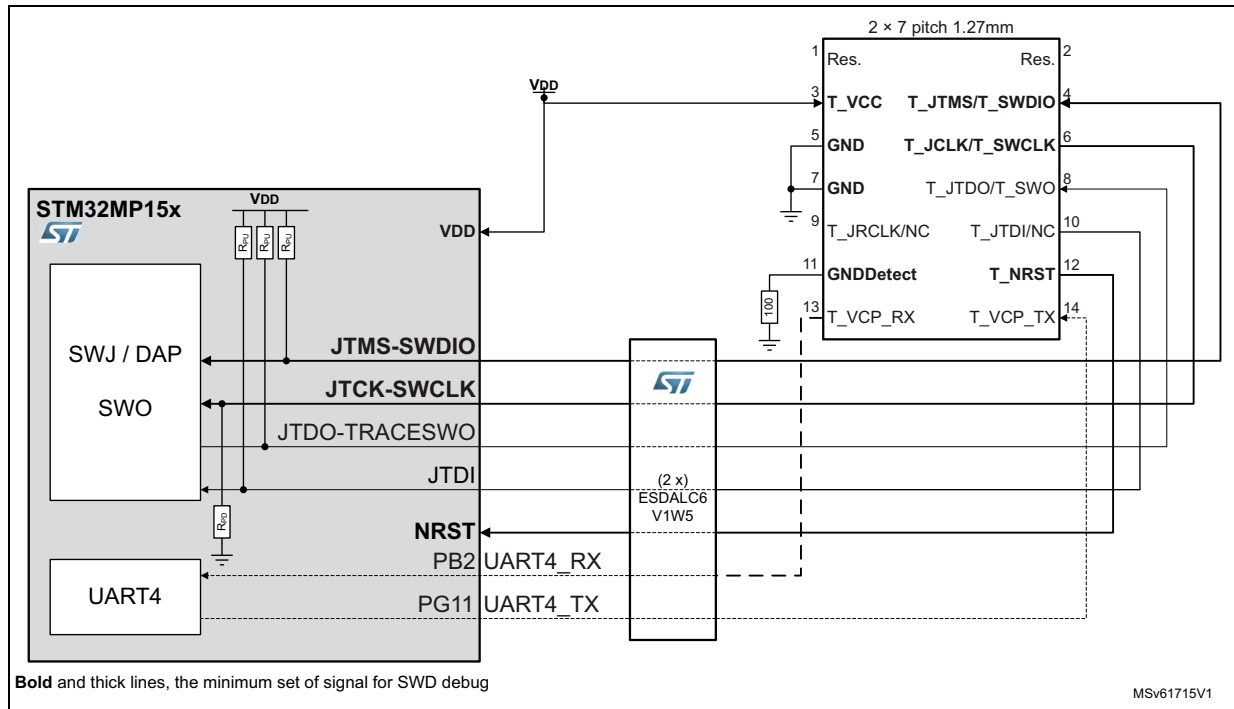 2 × 7 pitch 1.27mm
1 Res. Res. 2
VDD
3 T_VCC T_JTMS/T_SWDIO 4
5 GND T_JCLK/T_SWCLK 6
7 GND T_JTDO/T_SWO 8
9 T_JRCLK/NC T_JTDI/NC 10
11 GNDDetect T_NRST 12
100
13 T_VCP_RX T_VCP_TX 14
STM32MP15x
ST
VDD
VDD
RPU RPU RPU
SWJ / DAP
SWO
JTMS-SWDIO
ST
JTCK-SWCLK
JTDO-TRACESWO
JTDI
(2 x)
ESDALC6
V1W5
RPD
NRST
PB2 UART4_RX
UART4
PG11 UART4_TX
Bold and thick lines, the minimum set of signal for SWD debug
MSv61715V1